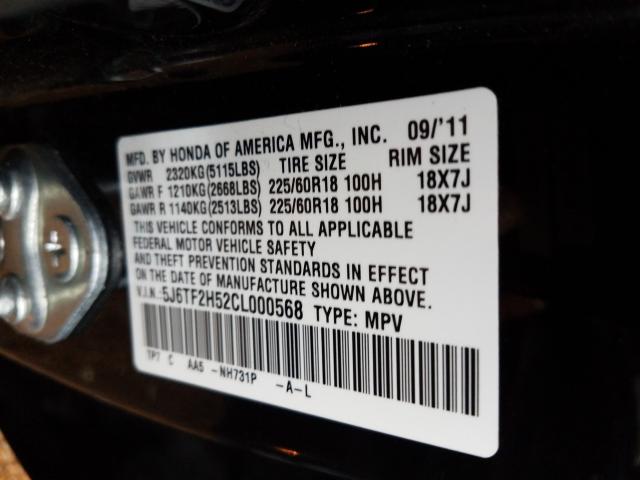 MFD. BY HONDA OF AMERICA MFG., INC. 09/'11
GVWR 2320KG(5115LBS) TIRE SIZE RIM SIZE
GAWR F 1210KG(2668LBS) 225/60R18 100H 18X7J
GAWR R 1140KG(2513LBS) 225/60R18 100H 18X7J
THIS VEHICLE CONFORMS TO ALL APPLICABLE
FEDERAL MOTOR VEHICLE SAFETY
AND THEFT PREVENTION STANDARDS IN EFFECT
ON THE DATE OF MANUFACTURE SHOWN ABOVE.
V.I.N.:5J6TF2H52CL000568 TYPE: MPV
TP7 C AA5 -NH731P -A-L